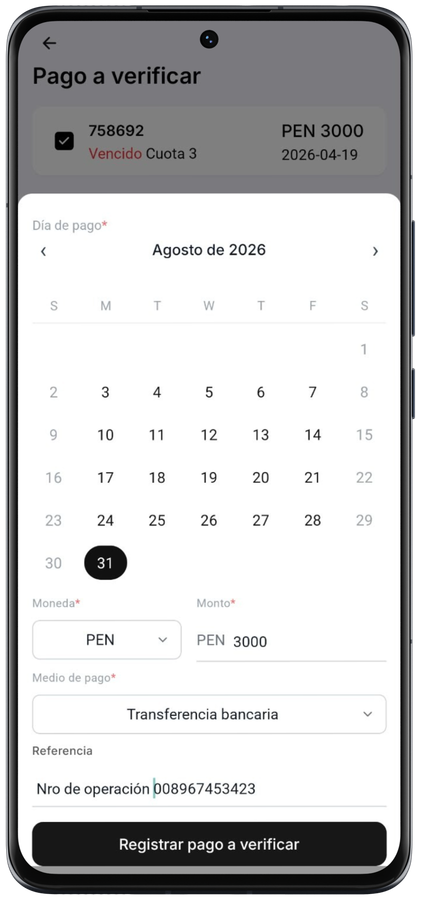 Pago a verificar
758692 PEN 3000
Vencido Cuota 3 2026-04-19
Día de pago*
‹ Agosto de 2026 ›
S M T W T F S
1
2 3 4 5 6 7 8
9 10 11 12 13 14 15
16 17 18 19 20 21 22
23 24 25 26 27 28 29
30 31
Moneda* Monto*
PEN PEN 3000
Medio de pago*
Transferencia bancaria
Referencia
Nro de operación 008967453423
Registrar pago a verificar